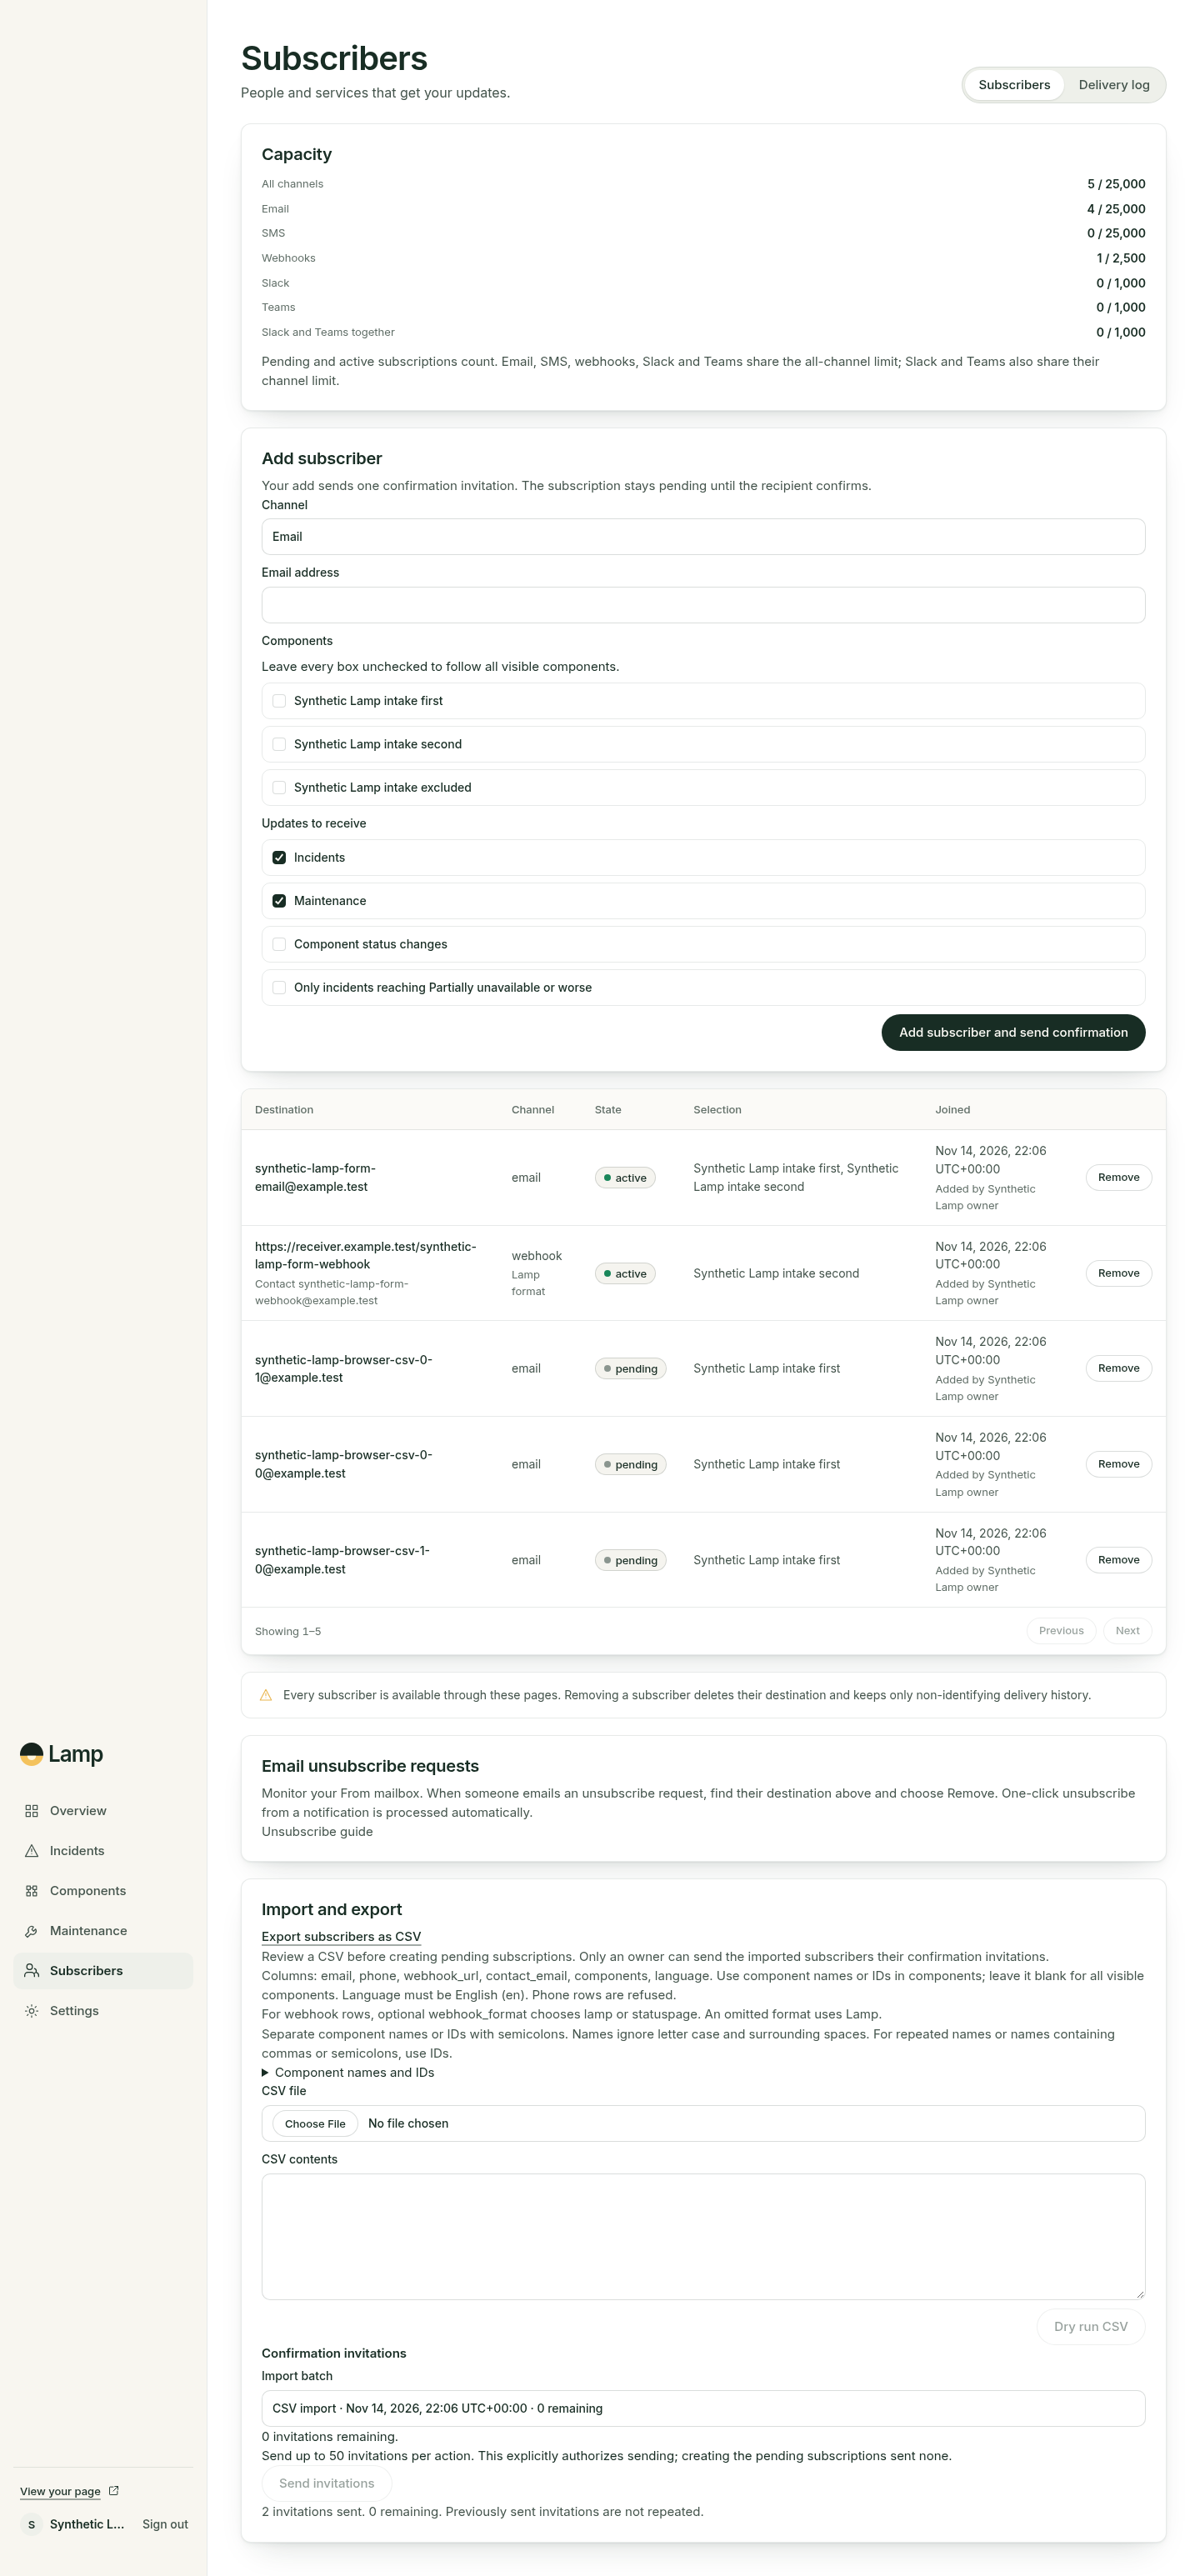 Subscribers
People and services that get your updates.
Subscribers
Delivery log
Capacity
All channels
5 / 25,000
Email
4 / 25,000
SMS
0 / 25,000
Webhooks
1 / 2,500
Slack
0 / 1,000
Teams
0 / 1,000
Slack and Teams together
0 / 1,000
Pending and active subscriptions count. Email, SMS, webhooks, Slack and Teams share the all-channel limit; Slack and Teams also share their
channel limit.
Add subscriber
Your add sends one confirmation invitation. The subscription stays pending until the recipient confirms.
Channel
Email
Email address
Components
Leave every box unchecked to follow all visible components.
Synthetic Lamp intake first
Synthetic Lamp intake second
Synthetic Lamp intake excluded
Updates to receive
Incidents
Maintenance
Component status changes
Only incidents reaching Partially unavailable or worse
Add subscriber and send confirmation
Destination
Channel
State
Selection
Joined
synthetic-lamp-form-
email@example.test
email
active
Synthetic Lamp intake first, Synthetic
Lamp intake second
Nov 14, 2026, 22:06
UTC+00:00
Added by Synthetic
Lamp owner
Remove
https://receiver.example.test/synthetic-
lamp-form-webhook
Contact synthetic-lamp-form-
webhook@example.test
webhook
Lamp
format
active
Synthetic Lamp intake second
Nov 14, 2026, 22:06
UTC+00:00
Added by Synthetic
Lamp owner
Remove
synthetic-lamp-browser-csv-0-
1@example.test
email
pending
Synthetic Lamp intake first
Nov 14, 2026, 22:06
UTC+00:00
Added by Synthetic
Lamp owner
Remove
synthetic-lamp-browser-csv-0-
0@example.test
email
pending
Synthetic Lamp intake first
Nov 14, 2026, 22:06
UTC+00:00
Added by Synthetic
Lamp owner
Remove
synthetic-lamp-browser-csv-1-
0@example.test
email
pending
Synthetic Lamp intake first
Nov 14, 2026, 22:06
UTC+00:00
Added by Synthetic
Lamp owner
Remove
Showing 1–5
Previous
Next
Every subscriber is available through these pages. Removing a subscriber deletes their destination and keeps only non-identifying delivery history.
Email unsubscribe requests
Monitor your From mailbox. When someone emails an unsubscribe request, find their destination above and choose Remove. One-click unsubscribe
from a notification is processed automatically.
Unsubscribe guide
Import and export
Export subscribers as CSV
Review a CSV before creating pending subscriptions. Only an owner can send the imported subscribers their confirmation invitations.
Columns: email, phone, webhook_url, contact_email, components, language. Use component names or IDs in components; leave it blank for all visible
components. Language must be English (en). Phone rows are refused.
For webhook rows, optional webhook_format chooses lamp or statuspage. An omitted format uses Lamp.
Separate component names or IDs with semicolons. Names ignore letter case and surrounding spaces. For repeated names or names containing
commas or semicolons, use IDs.
Component names and IDs
CSV file
Choose File
No file chosen
CSV contents
Dry run CSV
Confirmation invitations
Import batch
CSV import · Nov 14, 2026, 22:06 UTC+00:00 · 0 remaining
0 invitations remaining.
Send up to 50 invitations per action. This explicitly authorizes sending; creating the pending subscriptions sent none.
Send invitations
2 invitations sent. 0 remaining. Previously sent invitations are not repeated.
Lamp
Overview
Incidents
Components
Maintenance
Subscribers
Settings
View your page
S
Synthetic L...
Sign out